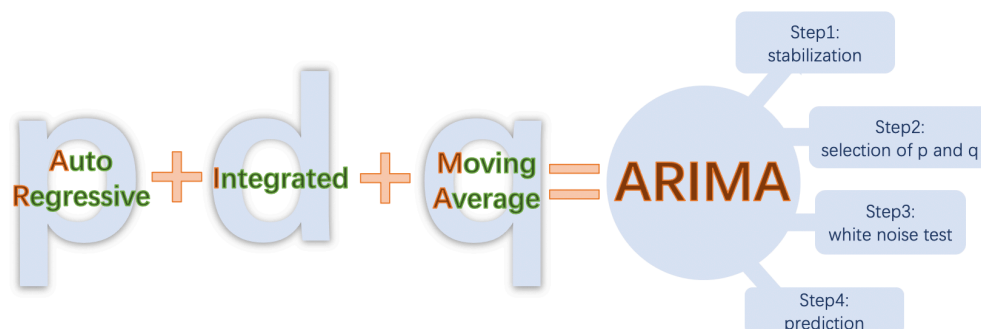 p
Auto
Regressive
+
d
Integrated
+
q
Moving
Average
=
ARIMA
Step1:
stabilization
Step2:
selection of p and q
Step3:
white noise test
Step4:
prediction